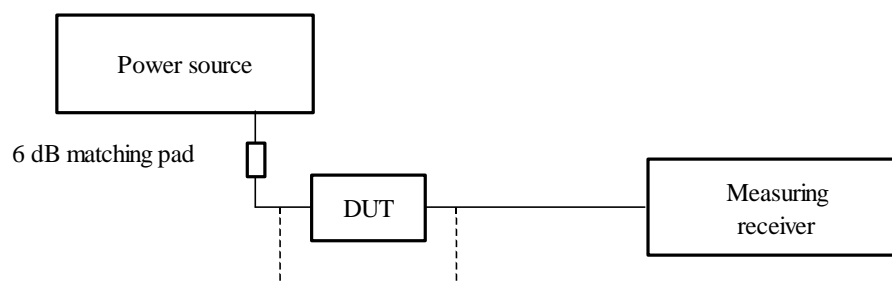 Power source
6 dB matching pad
DUT
Measuring
receiver